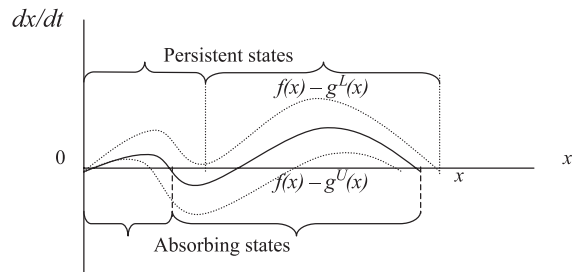 dx/dt
Persistent states
f(x) – g^L(x)
0
x
x
f(x) – g^U(x)
Absorbing states